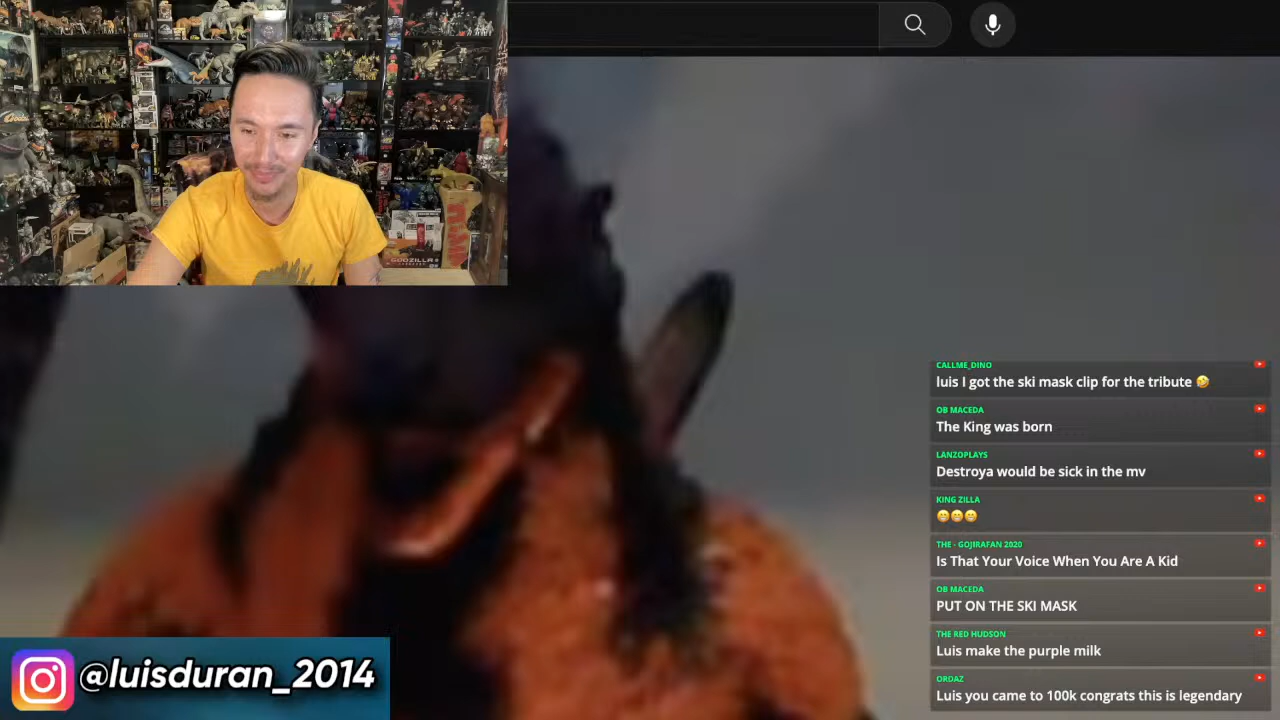 GODZILLA
CALLME_DINO
luis I got the ski mask clip for the tribute 🤣
OB MACEDA
The King was born
LANZOPLAYS
Destroya would be sick in the mv
KING ZILLA
😁😁😁
THE - GOJIRAFAN 2020
Is That Your Voice When You Are A Kid
OB MACEDA
PUT ON THE SKI MASK
THE RED HUDSON
Luis make the purple milk
ORDAZ
Luis you came to 100k congrats this is legendary
@luisduran_2014